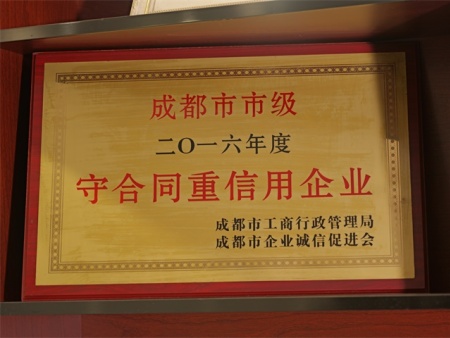 成都市市级
二〇一六年度
守合同重信用企业
成都市工商行政管理局
成都市企业诚信促进会